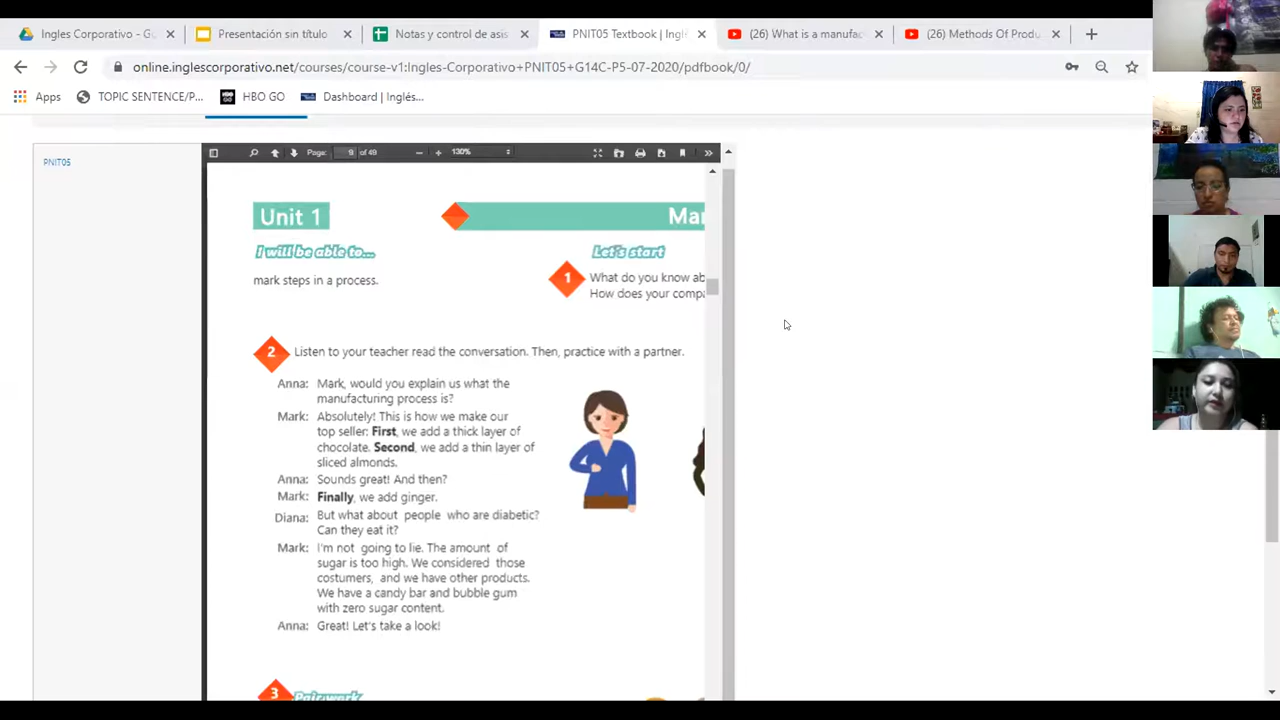 Ingles Corporativo - G
Presentación sin título
Notas y control de asis
PNIT05 Textbook | Inglé
(26) What is a manufac
(26) Methods Of Produ
online.inglescorporativo.net/courses/course-v1:Ingles-Corporativo+PNIT05+G14C-P5-07-2020/pdfbook/0/
Apps
TOPIC SENTENCE/P...
HBO GO
Dashboard | Inglés...
PNIT05
Page: 9 of 49
130%
Unit 1
Mar
I will be able to...
Let's start
mark steps in a process.
1
What do you know ab
How does your compa
2
Listen to your teacher read the conversation. Then, practice with a partner.
Anna: Mark, would you explain us what the
manufacturing process is?
Mark: Absolutely! This is how we make our
top seller: First, we add a thick layer of
chocolate. Second, we add a thin layer of
sliced almonds.
Anna: Sounds great! And then?
Mark: Finally, we add ginger.
Diana: But what about people who are diabetic?
Can they eat it?
Mark: I'm not going to lie. The amount of
sugar is too high. We considered those
costumers, and we have other products.
We have a candy bar and bubble gum
with zero sugar content.
Anna: Great! Let's take a look!
3
Pair work